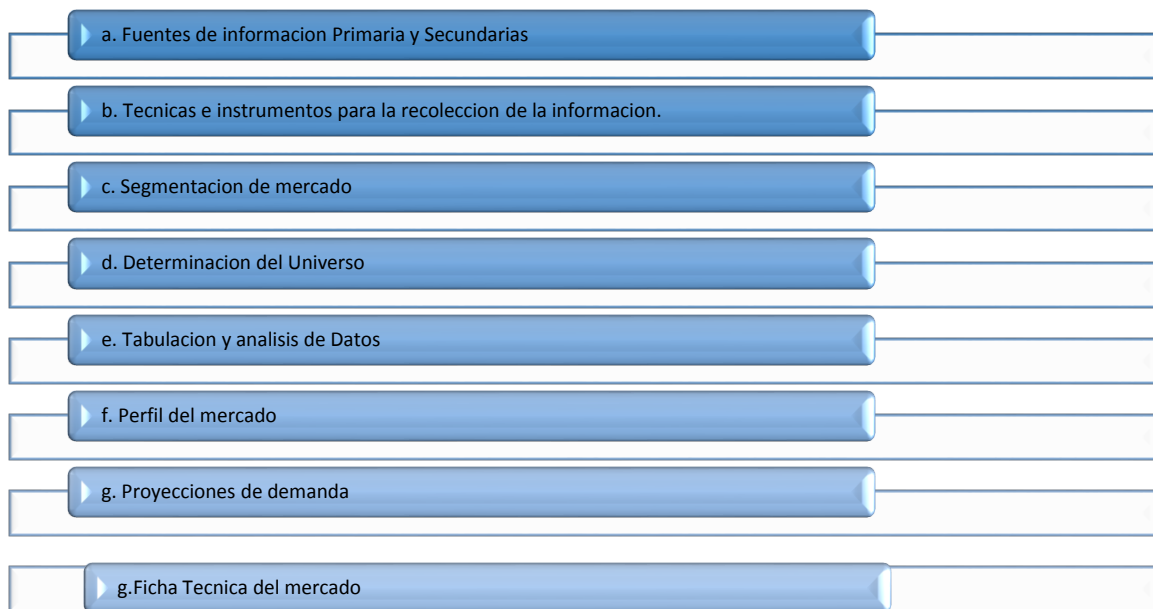 a. Fuentes de informacion Primaria y Secundarias
b. Tecnicas e instrumentos para la recoleccion de la informacion.
c. Segmentacion de mercado
d. Determinacion del Universo
e. Tabulacion y analisis de Datos
f. Perfil del mercado
g. Proyecciones de demanda
g.Ficha Tecnica del mercado